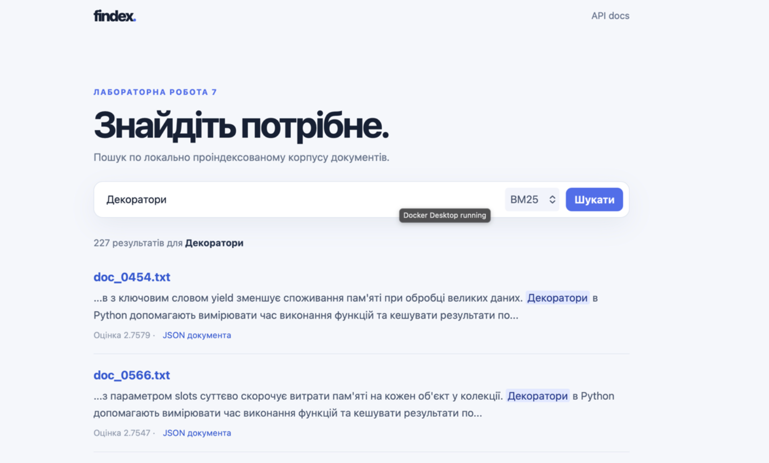 findex.
API docs
ЛАБОРАТОРНА РОБОТА 7
Знайдіть потрібне.
Пошук по локально проіндексованому корпусу документів.
Декоратори
BM25
Шукати
Docker Desktop running
227 результатів для Декоратори
doc_0454.txt
...в з ключовим словом yield зменшує споживання пам'яті при обробці великих даних. Декоратори в
Python допомагають вимірювати час виконання функцій та кешувати результати по...
Оцінка 2.7579 · JSON документа
doc_0566.txt
...з параметром slots суттєво скорочує витрати пам'яті на кожен об'єкт у колекції. Декоратори в Python
допомагають вимірювати час виконання функцій та кешувати результати по...
Оцінка 2.7547 · JSON документа